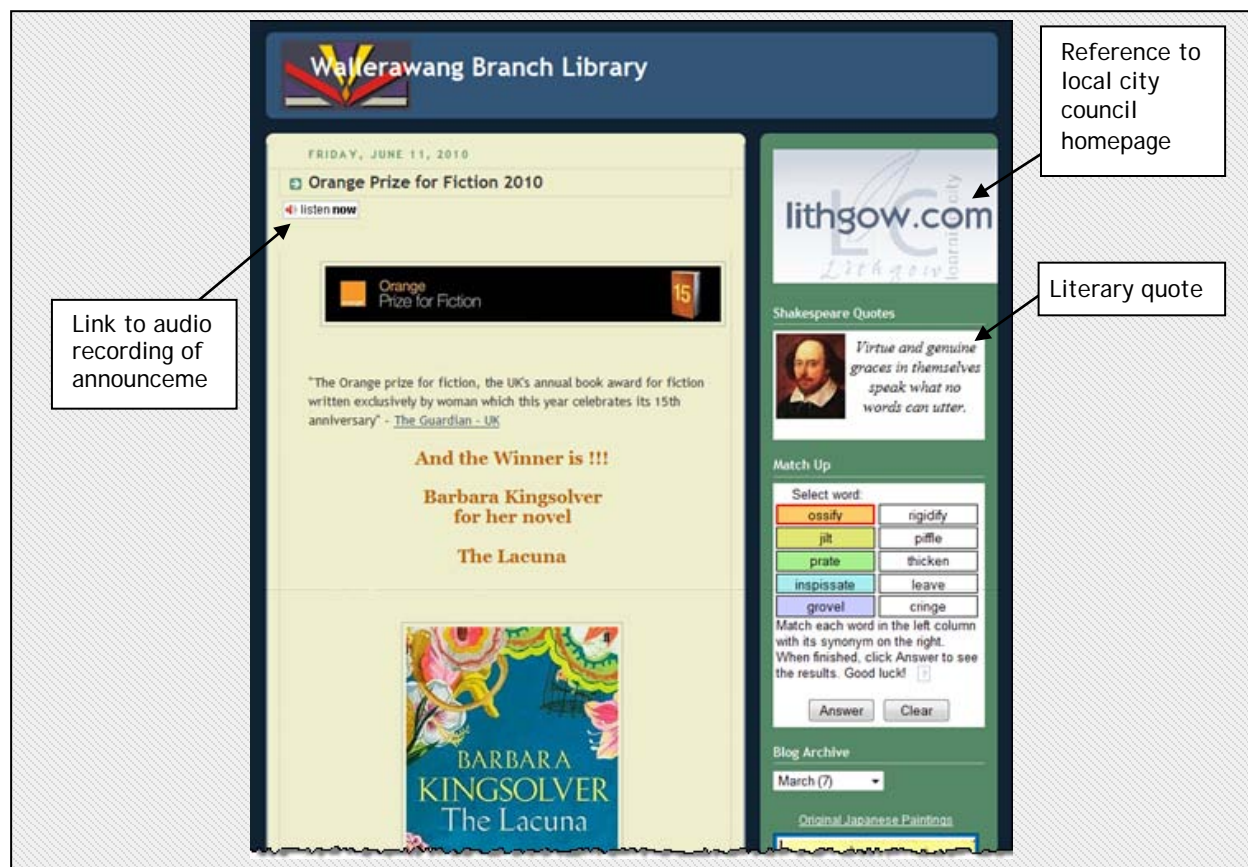 Wallerawang Branch Library
FRIDAY, JUNE 11, 2010
Orange Prize for Fiction 2010
listen now
Orange
Prize for Fiction
15
"The Orange prize for fiction, the UK's annual book award for fiction
written exclusively by woman which this year celebrates its 15th
anniversary" - The Guardian - UK
And the Winner is !!!
Barbara Kingsolver
for her novel
The Lacuna
BARBARA
KINGSOLVER
The Lacuna
LC
lithgow.com
Lithgow
learning city
Shakespeare Quotes
Virtue and genuine
graces in themselves
speak what no
words can utter.
Match Up
Select word:
ossify rigidify
jilt piffle
prate thicken
inspissate leave
grovel cringe
Match each word in the left column
with its synonym on the right.
When finished, click Answer to see
the results. Good luck! ?
Answer Clear
Blog Archive
March (7)
Original Japanese Paintings
Link to audio
recording of
announceme
Reference to
local city
council
homepage
Literary quote